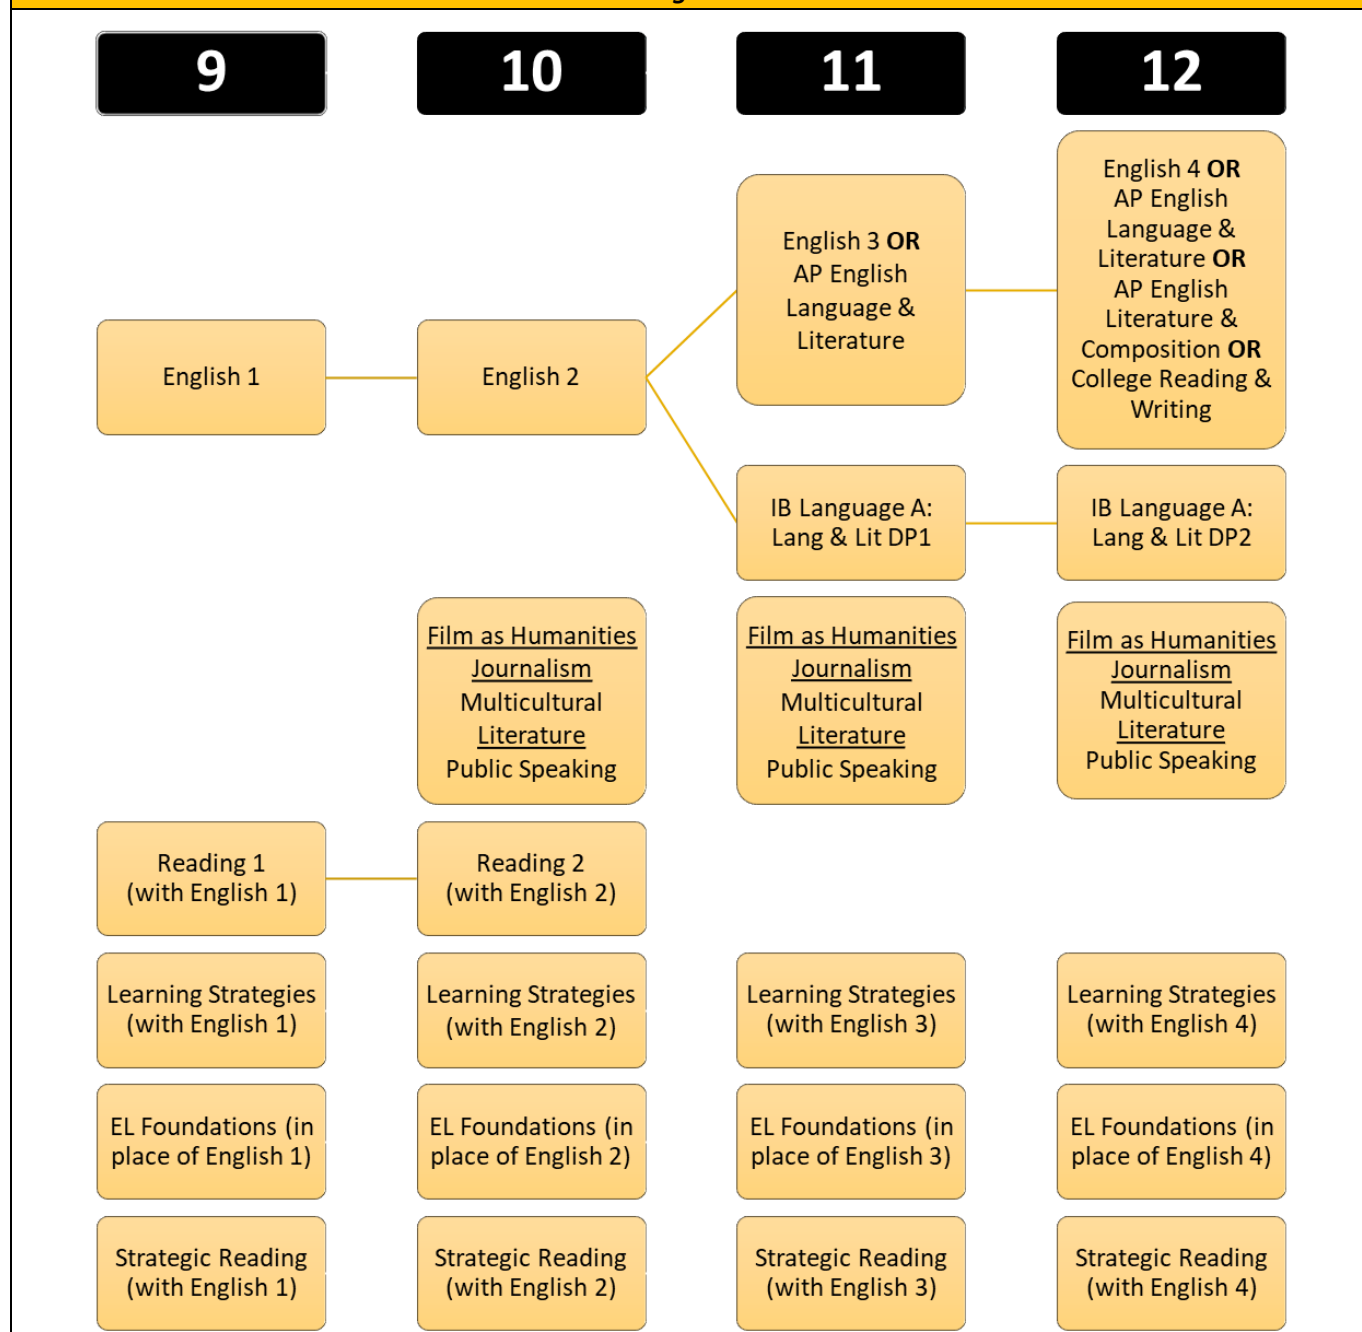 9
10
11
12
English 1
English 2
English 3 OR
AP English
Language &
Literature
English 4 OR
AP English
Language &
Literature OR
AP English
Literature &
Composition OR
College Reading &
Writing
IB Language A:
Lang & Lit DP1
IB Language A:
Lang & Lit DP2
Film as Humanities
Journalism
Multicultural
Literature
Public Speaking
Film as Humanities
Journalism
Multicultural
Literature
Public Speaking
Film as Humanities
Journalism
Multicultural
Literature
Public Speaking
Reading 1
(with English 1)
Reading 2
(with English 2)
Learning Strategies
(with English 1)
Learning Strategies
(with English 2)
Learning Strategies
(with English 3)
Learning Strategies
(with English 4)
EL Foundations (in
place of English 1)
EL Foundations (in
place of English 2)
EL Foundations (in
place of English 3)
EL Foundations (in
place of English 4)
Strategic Reading
(with English 1)
Strategic Reading
(with English 2)
Strategic Reading
(with English 3)
Strategic Reading
(with English 4)